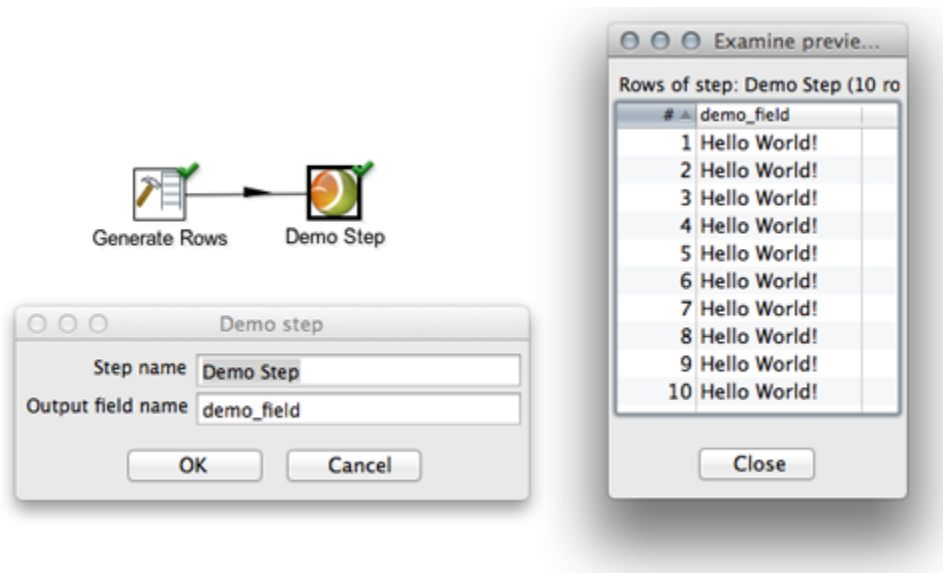 Generate Rows
Demo Step
Demo step
Step name Demo Step
Output field name demo_field
OK Cancel
Examine previe...
Rows of step: Demo Step (10 ro
# demo_field
1 Hello World!
2 Hello World!
3 Hello World!
4 Hello World!
5 Hello World!
6 Hello World!
7 Hello World!
8 Hello World!
9 Hello World!
10 Hello World!
Close